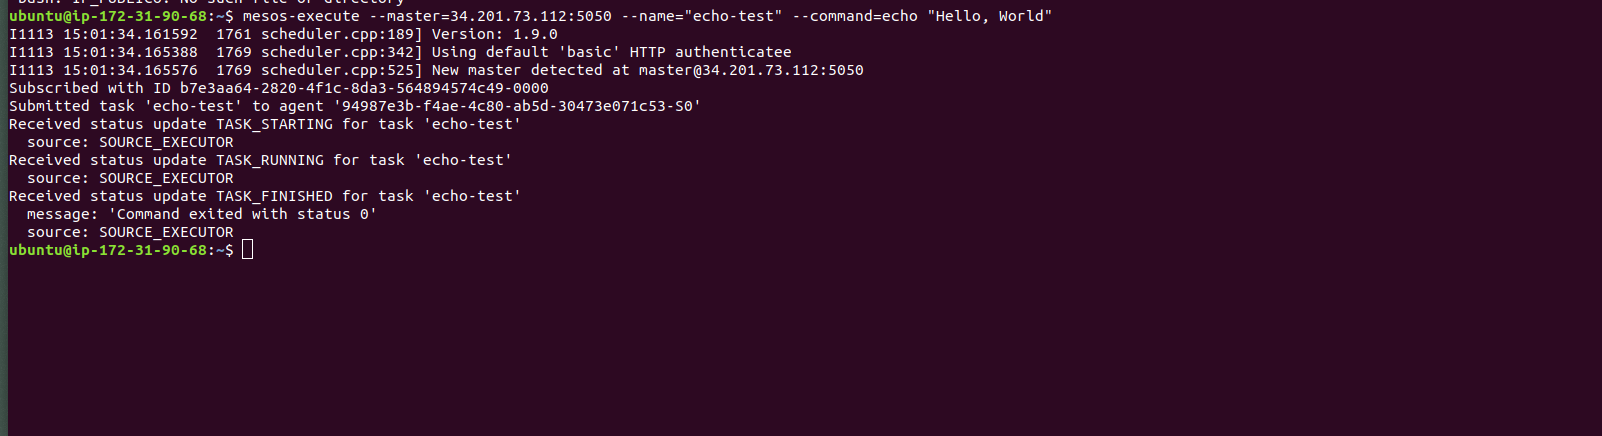 ubuntu@ip-172-31-90-68:~$ mesos-execute --master=34.201.73.112:5050 --name="echo-test" --command=echo "Hello, World"
I1113 15:01:34.161592  1761 scheduler.cpp:189] Version: 1.9.0
I1113 15:01:34.165388  1769 scheduler.cpp:342] Using default 'basic' HTTP authenticatee
I1113 15:01:34.165576  1769 scheduler.cpp:525] New master detected at master@34.201.73.112:5050
Subscribed with ID b7e3aa64-2820-4f1c-8da3-564894574c49-0000
Submitted task 'echo-test' to agent '94987e3b-f4ae-4c80-ab5d-30473e071c53-S0'
Received status update TASK_STARTING for task 'echo-test'
  source: SOURCE_EXECUTOR
Received status update TASK_RUNNING for task 'echo-test'
  source: SOURCE_EXECUTOR
Received status update TASK_FINISHED for task 'echo-test'
  message: 'Command exited with status 0'
  source: SOURCE_EXECUTOR
ubuntu@ip-172-31-90-68:~$